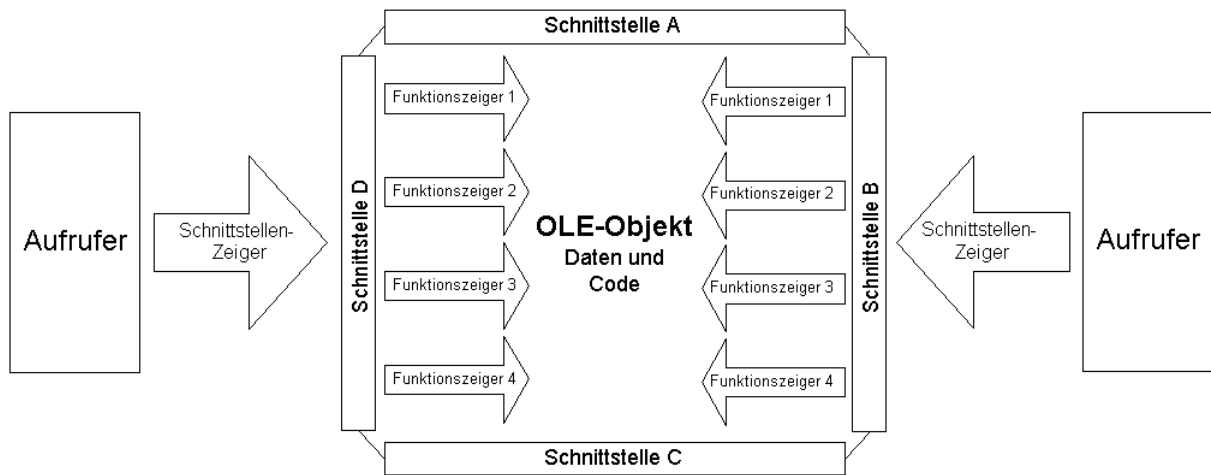 Schnittstelle A
Aufrufer
Schnittstellen-
Zeiger
Schnittstelle D
Funktionszeiger 1
Funktionszeiger 2
Funktionszeiger 3
Funktionszeiger 4
OLE-Objekt
Daten und
Code
Funktionszeiger 1
Funktionszeiger 2
Funktionszeiger 3
Funktionszeiger 4
Schnittstelle B
Schnittstellen-
Zeiger
Aufrufer
Schnittstelle C